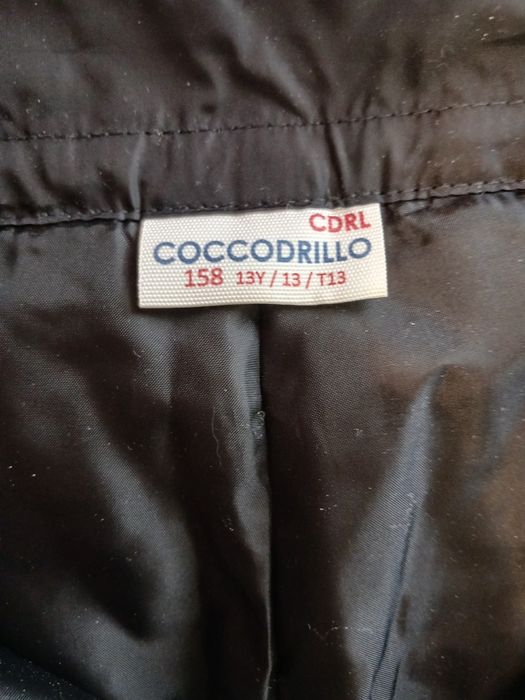 CDRL
COCCODRILLO
158 13Y / 13 / T13